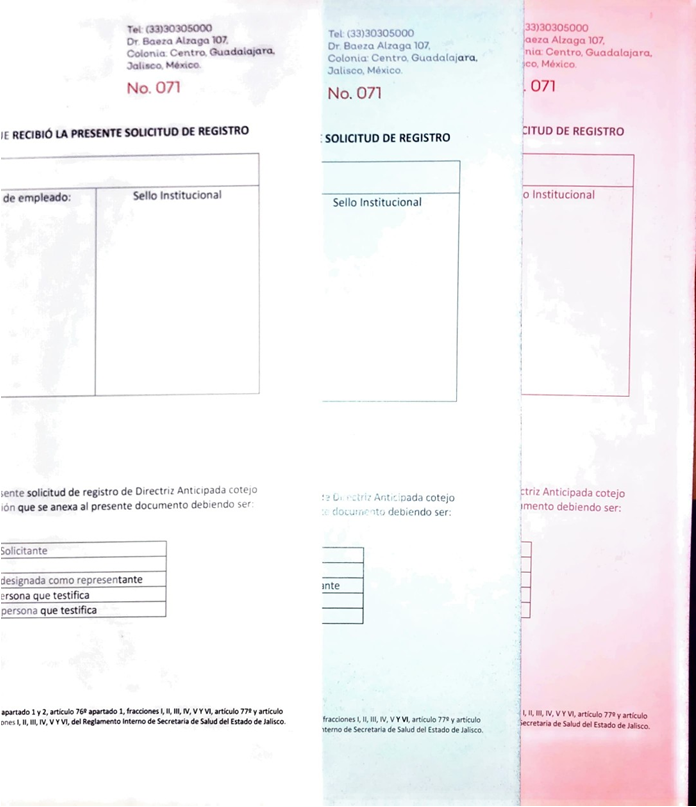 Tel: (33)30305000
Dr. Baeza Alzaga 107,
Colonia: Centro, Guadalajara,
Jalisco, México.
No. 071
RECIBIÓ LA PRESENTE SOLICITUD DE REGISTRO
de empleado:
Sello Institucional
sente solicitud de registro de Directriz Anticipada cotejo
ión que se anexa al presente documento debiendo ser:
Solicitante
designada como representante
ersona que testifica
persona que testifica
apartado 1 y 2, artículo 76º apartado 1, fracciones I, II, III, IV, V Y VI, artículo 77º y artículo
ones I, II, III, IV, V Y VI, del Reglamento Interno de Secretaria de Salud del Estado de Jalisco.
Tel: (33)30305000
Dr. Baeza Alzaga 107,
Colonia: Centro, Guadalajara,
Jalisco, México.
No. 071
SOLICITUD DE REGISTRO
Sello Institucional
Directriz Anticipada cotejo
documento debiendo ser:
ante
fracciones I, II, III, IV, V Y VI, artículo 77º y artículo
nterno de Secretaria de Salud del Estado de Jalisco.
33)30305000
aeza Alzaga 107,
nia: Centro, Guadalajara,
co, México.
. 071
CITUD DE REGISTRO
o Institucional
ctriz Anticipada cotejo
mento debiendo ser:
I, II, III, IV, V Y VI, artículo 77º y artículo
Secretaria de Salud del Estado de Jalisco.